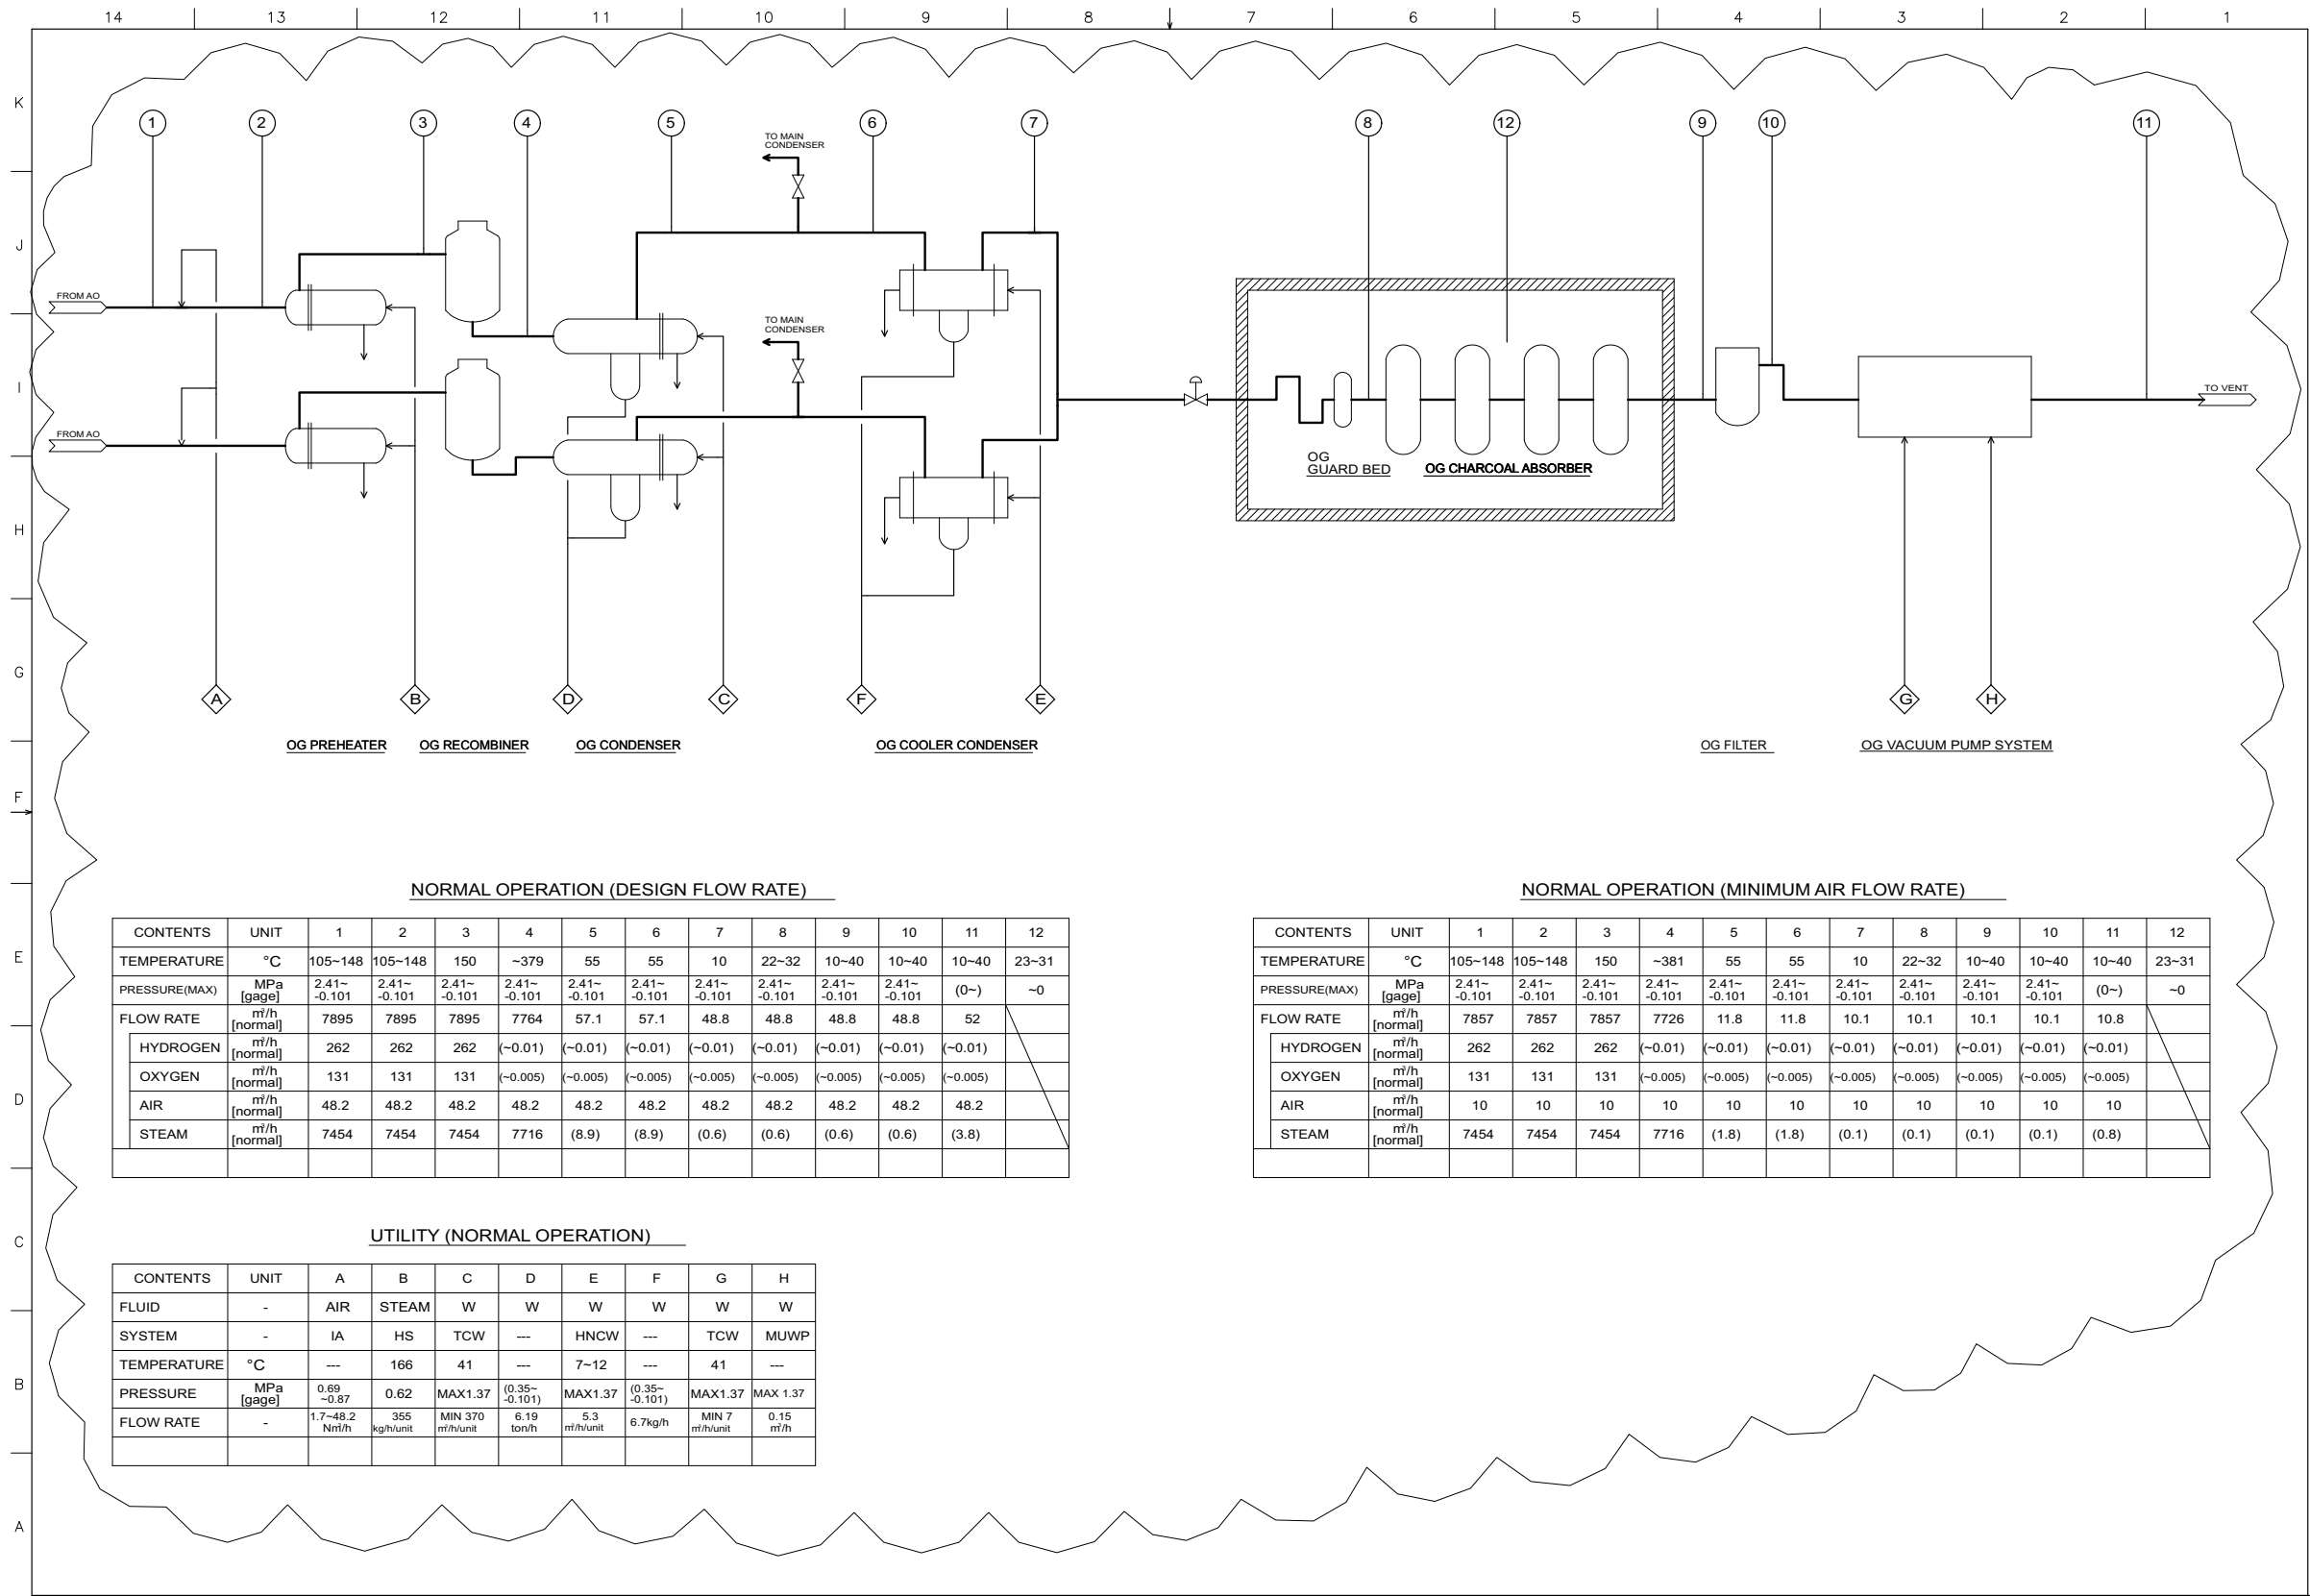 14 13 12 11 10 9 8 7 6 5 4 3 2 1
K
1 2 3 4 5 6 7 8 12 9 10 11
TO MAIN
CONDENSER
J
FROM AO
TO MAIN
CONDENSER
I
TO VENT
FROM AO
OG
GUARD BED
OG CHARCOAL ABSORBER
H
G
A B D C F E G H
OG PREHEATER OG RECOMBINER OG CONDENSER OG COOLER CONDENSER OG FILTER OG VACUUM PUMP SYSTEM
F
NORMAL OPERATION (DESIGN FLOW RATE)
CONTENTS UNIT 1 2 3 4 5 6 7 8 9 10 11 12
TEMPERATURE °C 105~148 105~148 150 ~379 55 55 10 22~32 10~40 10~40 10~40 23~31
PRESSURE(MAX) MPa [gage] 2.41~ -0.101 2.41~ -0.101 2.41~ -0.101 2.41~ -0.101 2.41~ -0.101 2.41~ -0.101 2.41~ -0.101 2.41~ -0.101 2.41~ -0.101 2.41~ -0.101 (0~) ~0
FLOW RATE m³/h [normal] 7895 7895 7895 7764 57.1 57.1 48.8 48.8 48.8 48.8 52
HYDROGEN m³/h [normal] 262 262 262 (~0.01) (~0.01) (~0.01) (~0.01) (~0.01) (~0.01) (~0.01) (~0.01)
OXYGEN m³/h [normal] 131 131 131 (~0.005) (~0.005) (~0.005) (~0.005) (~0.005) (~0.005) (~0.005) (~0.005)
AIR m³/h [normal] 48.2 48.2 48.2 48.2 48.2 48.2 48.2 48.2 48.2 48.2 48.2
STEAM m³/h [normal] 7454 7454 7454 7716 (8.9) (8.9) (0.6) (0.6) (0.6) (0.6) (3.8)
NORMAL OPERATION (MINIMUM AIR FLOW RATE)
CONTENTS UNIT 1 2 3 4 5 6 7 8 9 10 11 12
TEMPERATURE °C 105~148 105~148 150 ~381 55 55 10 22~32 10~40 10~40 10~40 23~31
PRESSURE(MAX) MPa [gage] 2.41~ -0.101 2.41~ -0.101 2.41~ -0.101 2.41~ -0.101 2.41~ -0.101 2.41~ -0.101 2.41~ -0.101 2.41~ -0.101 2.41~ -0.101 2.41~ -0.101 (0~) ~0
FLOW RATE m³/h [normal] 7857 7857 7857 7726 11.8 11.8 10.1 10.1 10.1 10.1 10.8
HYDROGEN m³/h [normal] 262 262 262 (~0.01) (~0.01) (~0.01) (~0.01) (~0.01) (~0.01) (~0.01) (~0.01)
OXYGEN m³/h [normal] 131 131 131 (~0.005) (~0.005) (~0.005) (~0.005) (~0.005) (~0.005) (~0.005) (~0.005)
AIR m³/h [normal] 10 10 10 10 10 10 10 10 10 10 10
STEAM m³/h [normal] 7454 7454 7454 7716 (1.8) (1.8) (0.1) (0.1) (0.1) (0.1) (0.8)
E
D
C
UTILITY (NORMAL OPERATION)
CONTENTS UNIT A B C D E F G H
FLUID - AIR STEAM W W W W W W
SYSTEM - IA HS TCW --- HNCW --- TCW MUWP
TEMPERATURE °C --- 166 41 --- 7~12 --- 41 ---
PRESSURE MPa [gage] 0.69 ~0.87 0.62 MAX1.37 (0.35~ -0.101) MAX1.37 (0.35~ -0.101) MAX1.37 MAX 1.37
FLOW RATE - 1.7~48.2 Nm³/h 355 kg/h/unit MIN 370 m³/h/unit 6.19 ton/h 5.3 m³/h/unit 6.7kg/h MIN 7 m³/h/unit 0.15 m³/h
B
A